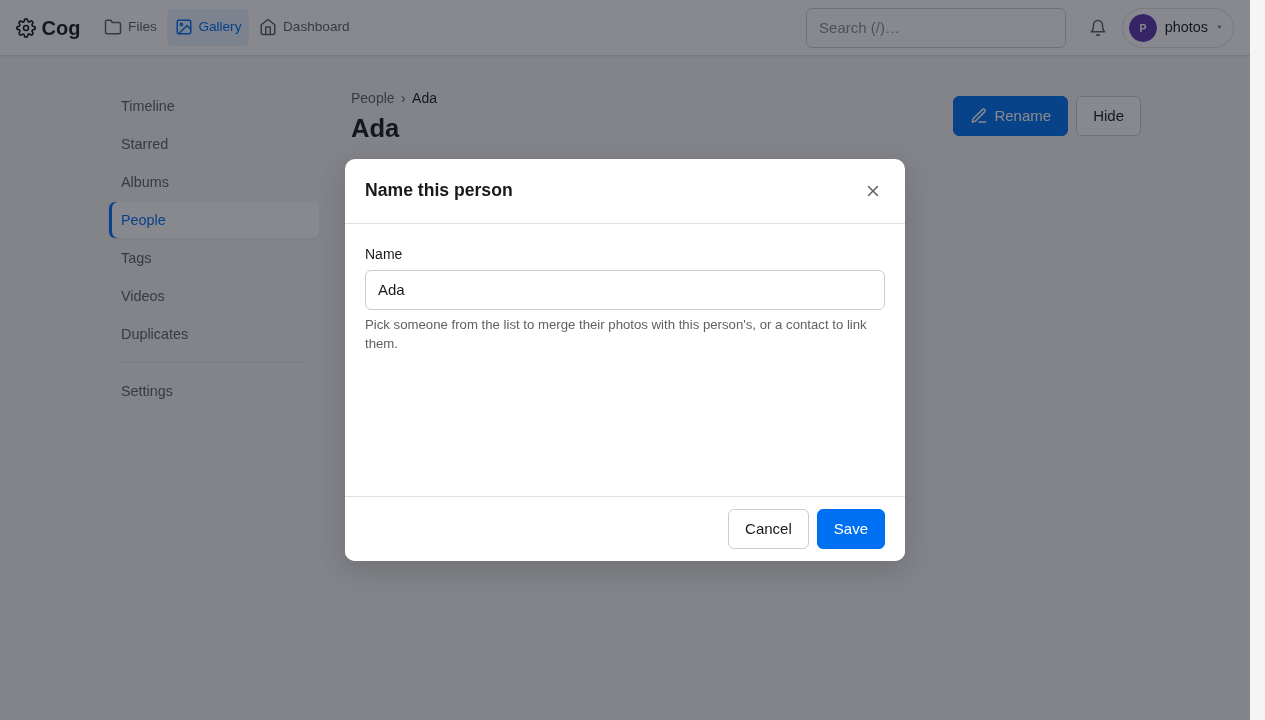 Cog
Files
Gallery
Dashboard
Search (/)…
P
photos
Timeline
Starred
Albums
People
Tags
Videos
Duplicates
Settings
People › Ada
Ada
Rename
Hide
Name this person
Name
Ada
Pick someone from the list to merge their photos with this person's, or a contact to link
them.
Cancel
Save